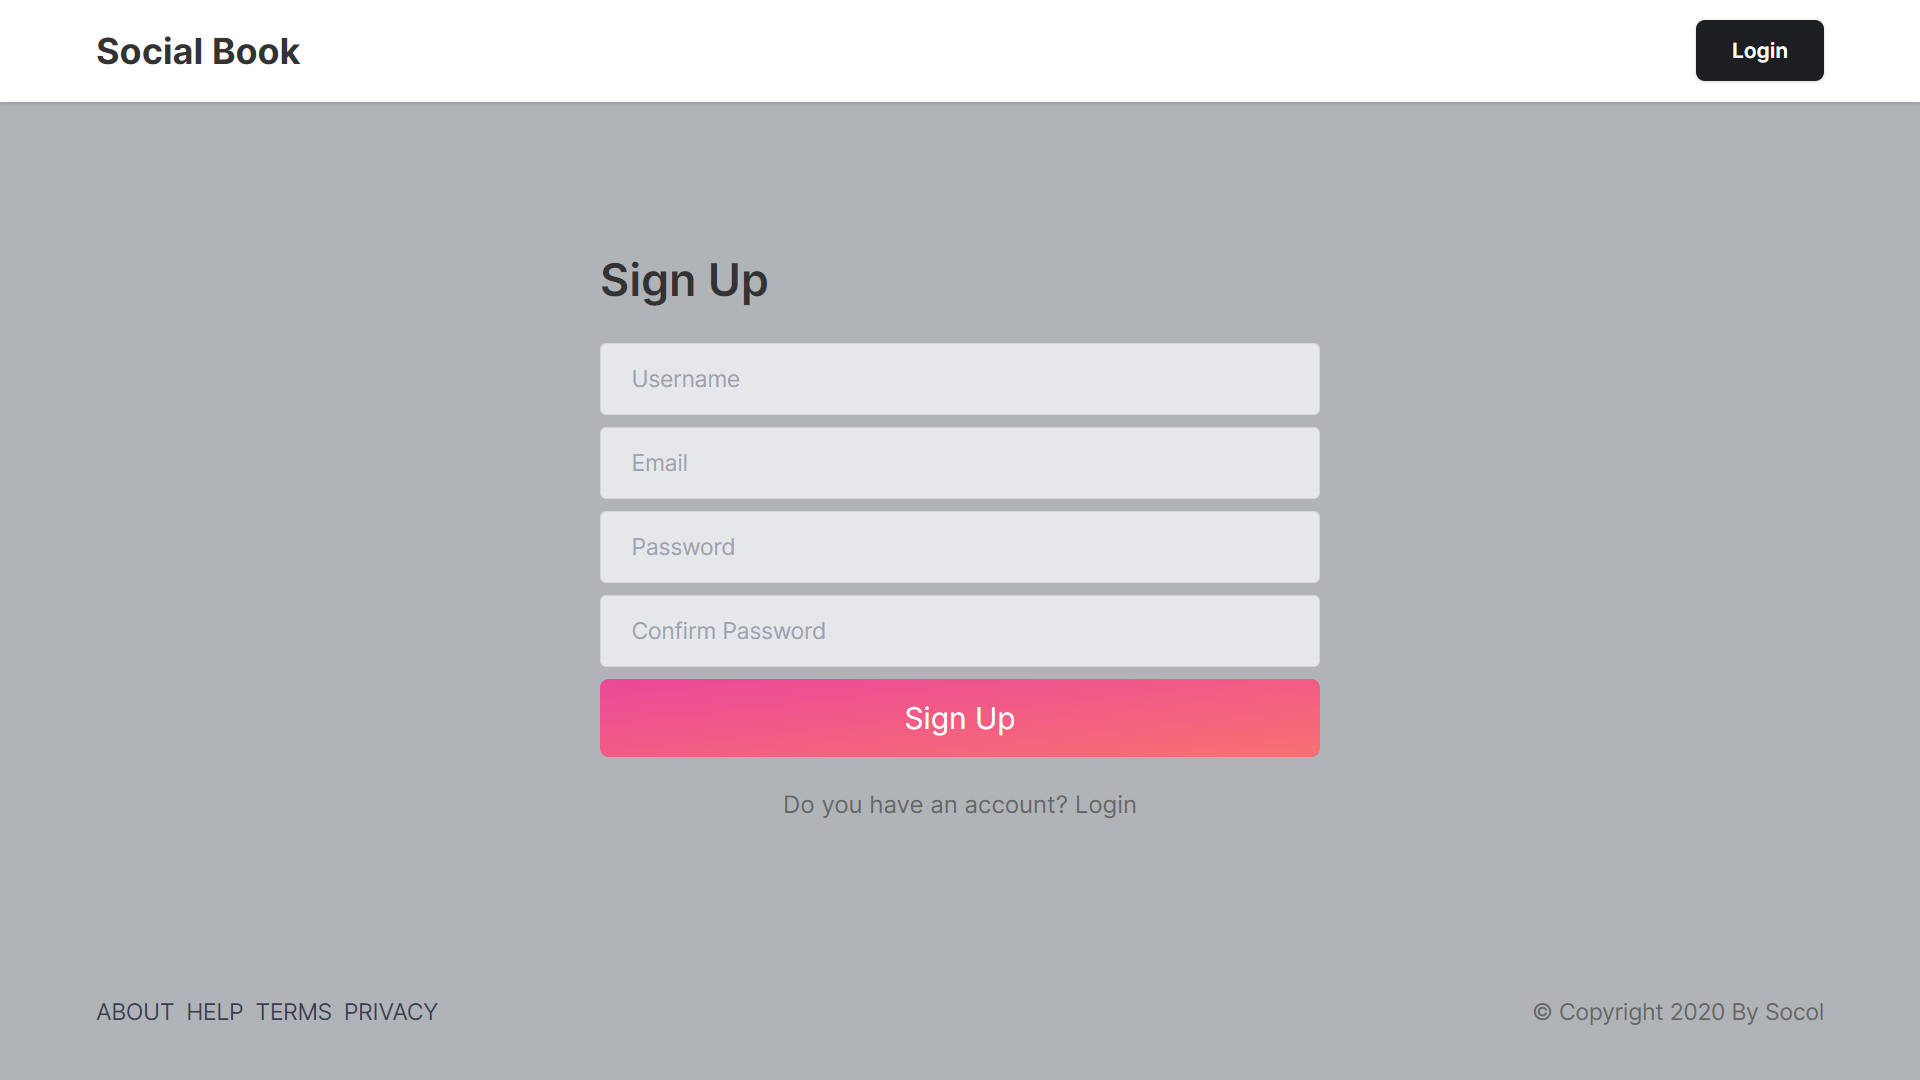 Social Book
Login
Sign Up
Username
Email
Password
Confirm Password
Sign Up
Do you have an account? Login
ABOUT HELP TERMS PRIVACY
© Copyright 2020 By Socol